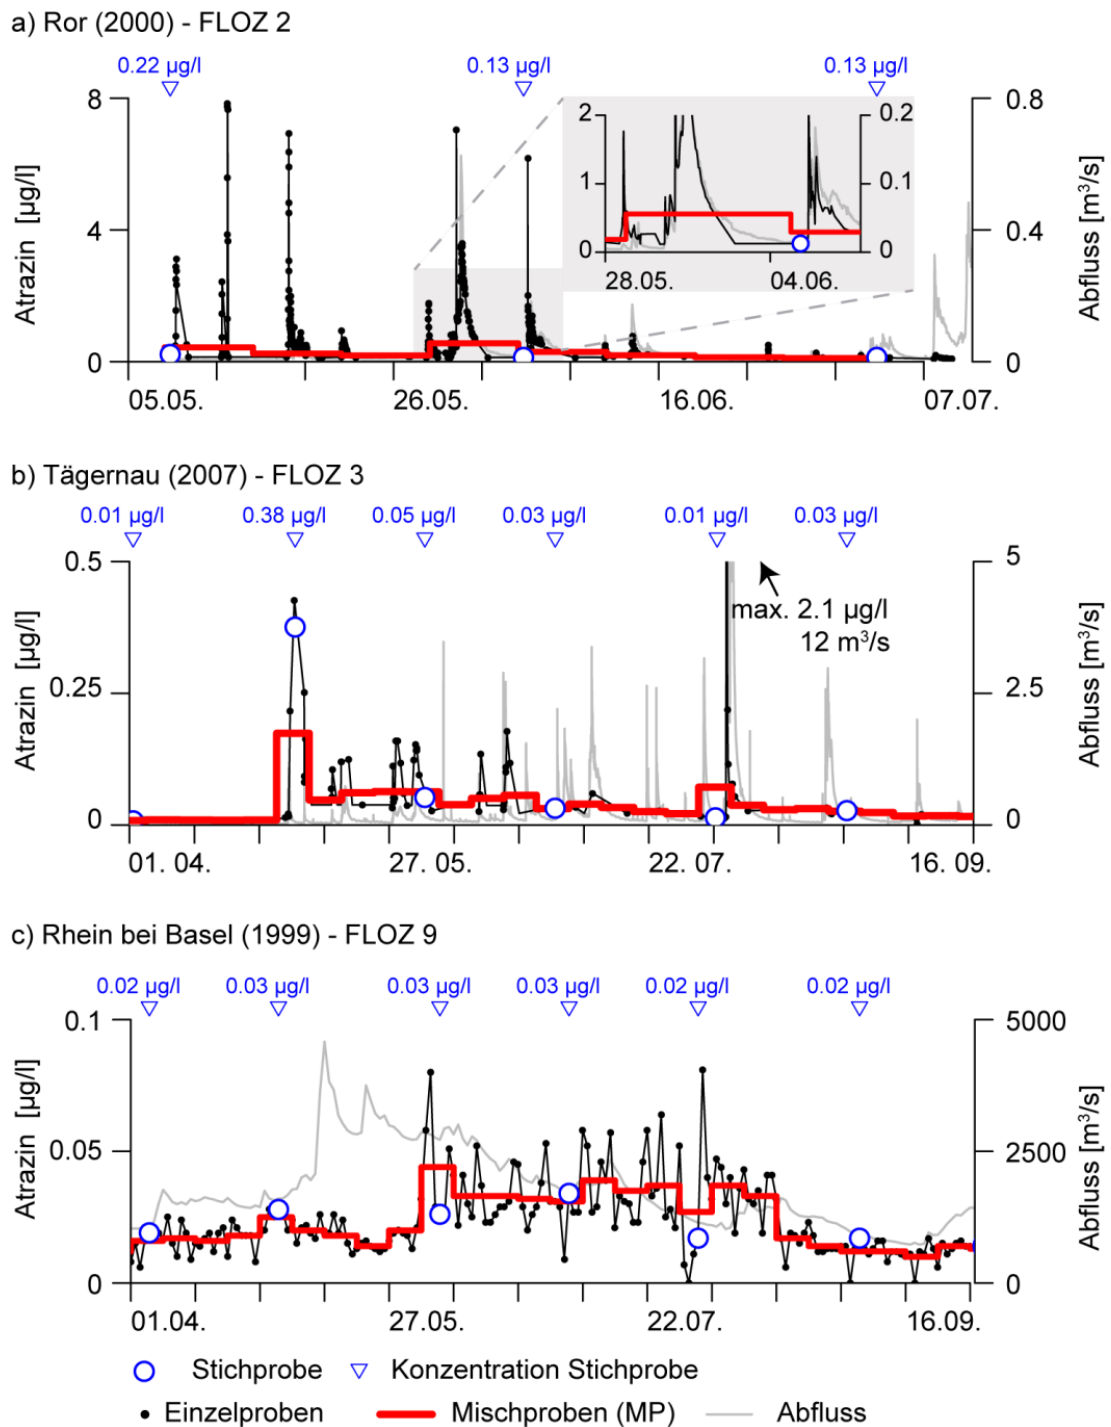 a) Ror (2000) - FLOZ 2
0.22 µg/l 0.13 µg/l 0.13 µg/l
8 0.8
4 0.4
0 0
Atrazin [µg/l]
Abfluss [m³/s]
2 0.2
1 0.1
0 0
28.05. 04.06.
05.05. 26.05. 16.06. 07.07.
b) Tägernau (2007) - FLOZ 3
0.01 µg/l 0.38 µg/l 0.05 µg/l 0.03 µg/l 0.01 µg/l 0.03 µg/l
0.5 5
0.25 2.5
0 0
Atrazin [µg/l]
Abfluss [m³/s]
max. 2.1 µg/l
12 m³/s
01. 04. 27. 05. 22. 07. 16. 09.
c) Rhein bei Basel (1999) - FLOZ 9
0.02 µg/l 0.03 µg/l 0.03 µg/l 0.03 µg/l 0.02 µg/l 0.02 µg/l
0.1 5000
0.05 2500
0 0
Atrazin [µg/l]
Abfluss [m³/s]
01.04. 27.05. 22.07. 16.09.
Stichprobe Konzentration Stichprobe
Einzelproben Mischproben (MP) Abfluss